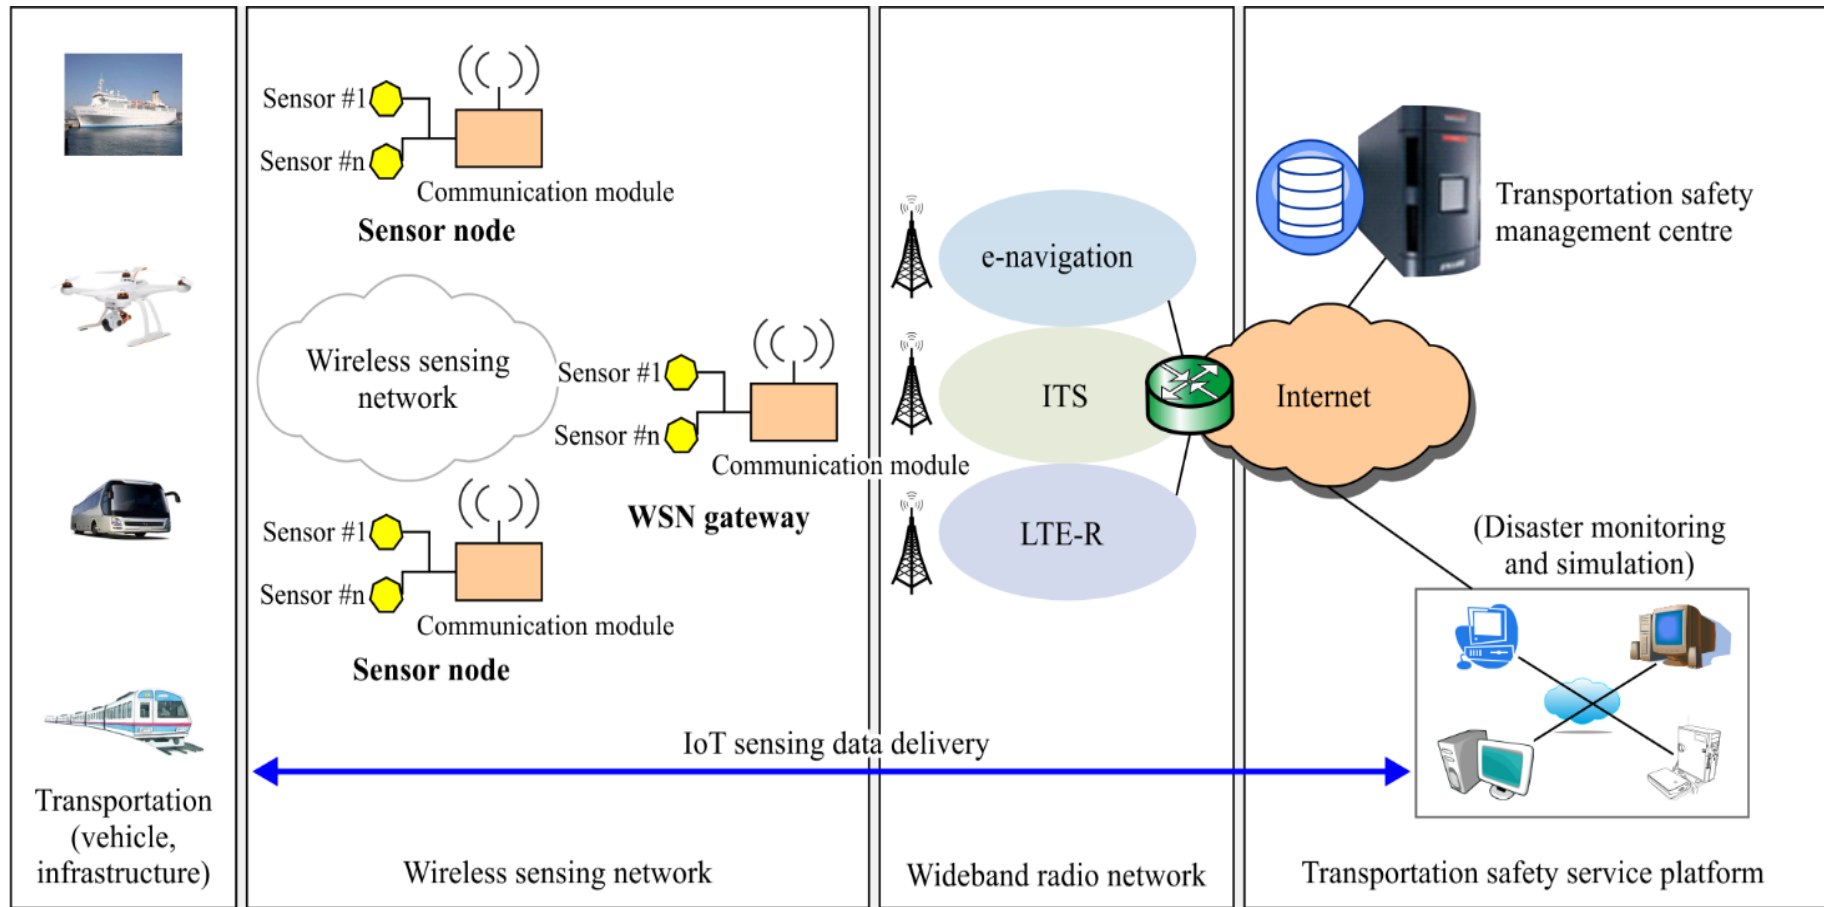 Sensor #1
Sensor #n
Communication module
Sensor node
Wireless sensing
network
Sensor #1
Sensor #n
Communication module
WSN gateway
Sensor #1
Sensor #n
Communication module
Sensor node
e-navigation
ITS
LTE-R
Internet
Transportation safety
management centre
(Disaster monitoring
and simulation)
IoT sensing data delivery
Transportation
(vehicle,
infrastructure)
Wireless sensing network
Wideband radio network
Transportation safety service platform